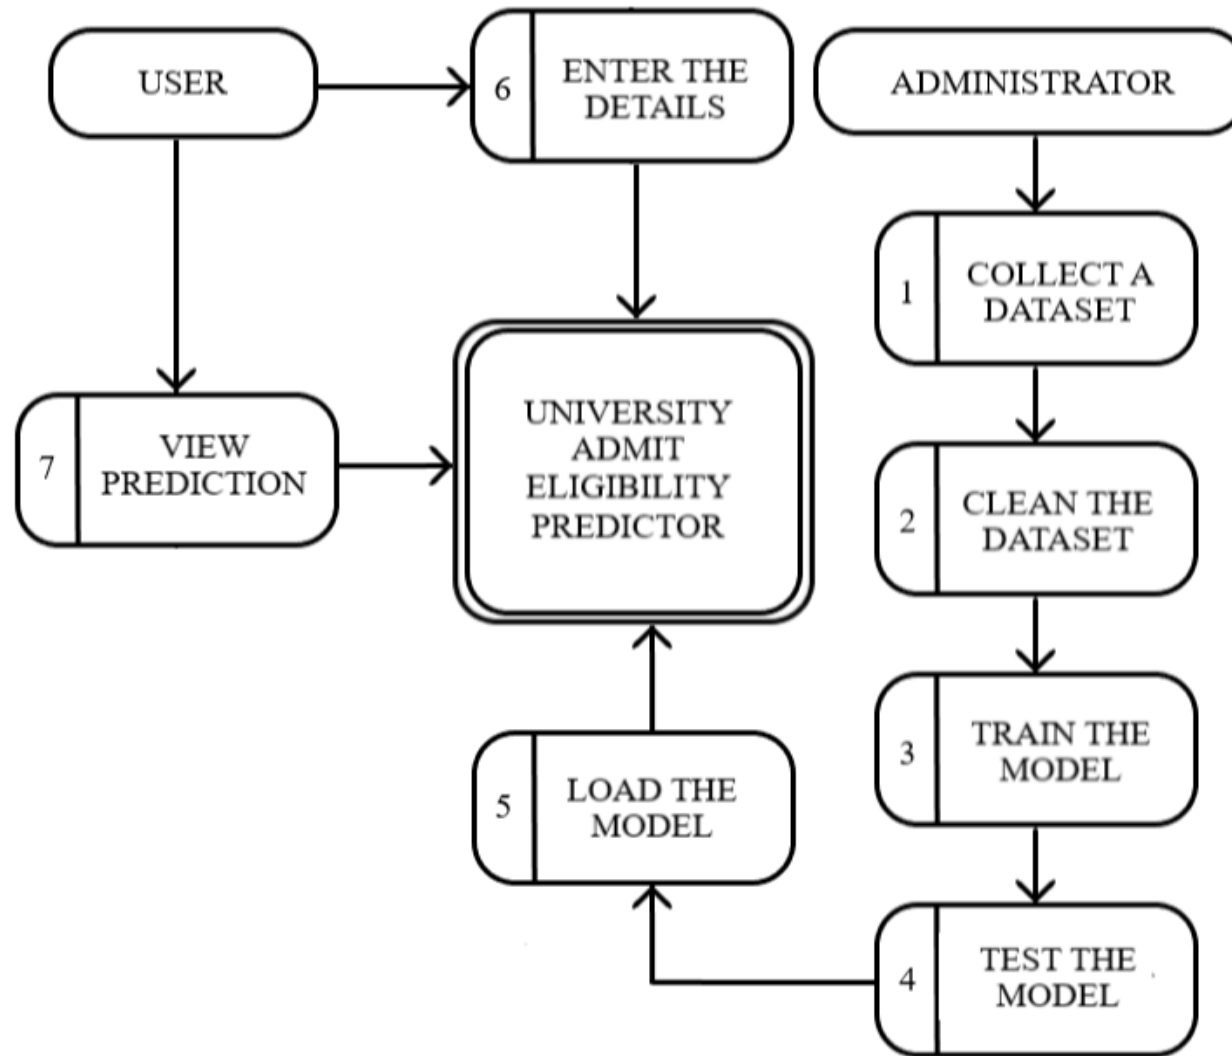 USER
6
ENTER THE
DETAILS
ADMINISTRATOR
1
COLLECT A
DATASET
7
VIEW
PREDICTION
UNIVERSITY
ADMIT
ELIGIBILITY
PREDICTOR
2
CLEAN THE
DATASET
3
TRAIN THE
MODEL
5
LOAD THE
MODEL
4
TEST THE
MODEL